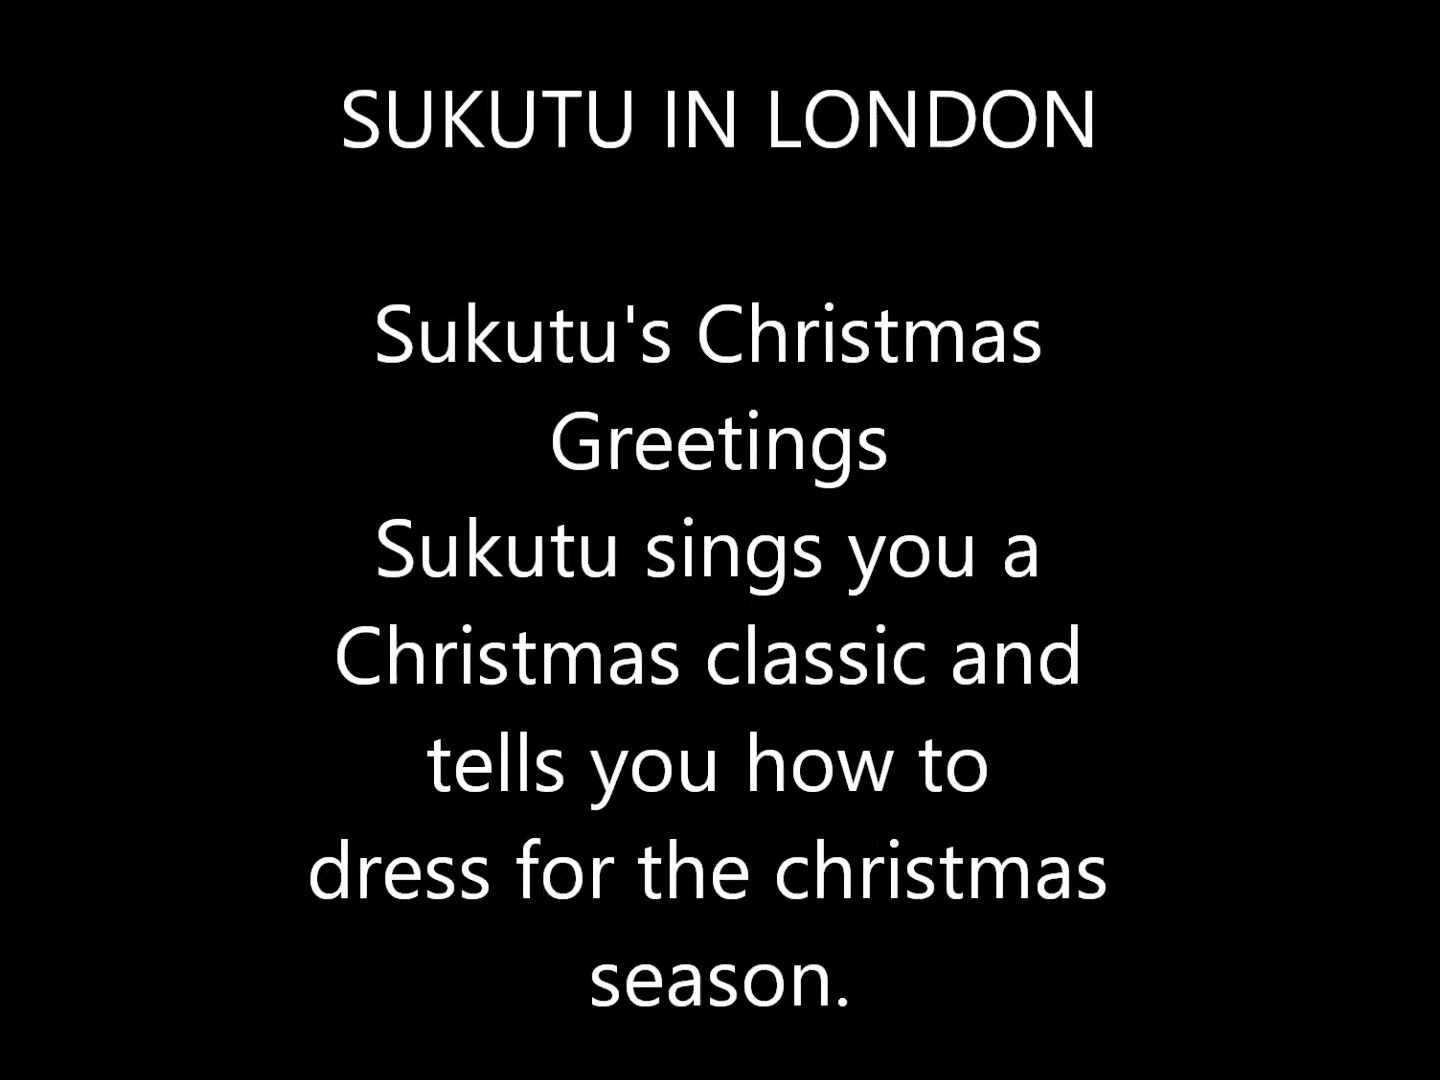 SUKUTU IN LONDON
Sukutu's Christmas
Greetings
Sukutu sings you a
Christmas classic and
tells you how to
dress for the christmas
season.